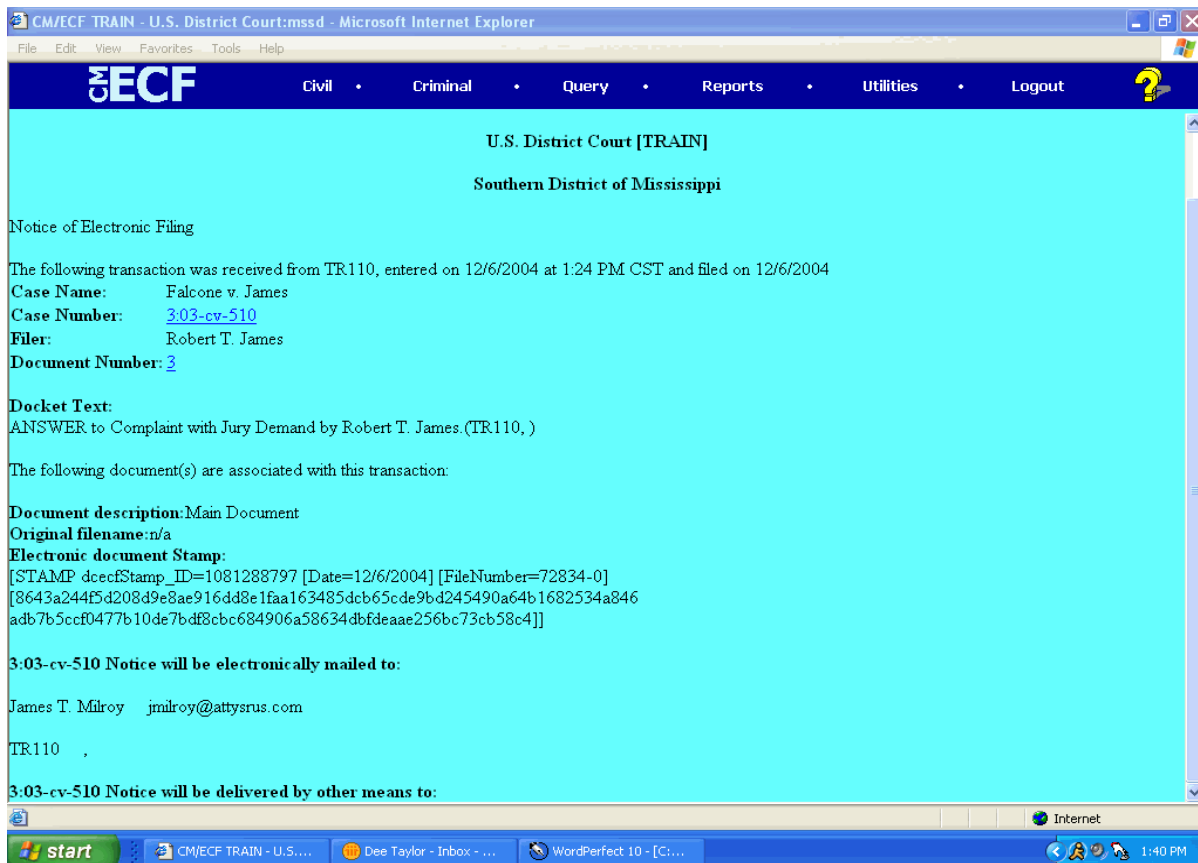 CM/ECF TRAIN - U.S. District Court:mssd - Microsoft Internet Explorer
File Edit View Favorites Tools Help
CM ECF Civil • Criminal • Query • Reports • Utilities • Logout ?
U.S. District Court [TRAIN]
Southern District of Mississippi
Notice of Electronic Filing
The following transaction was received from TR110, entered on 12/6/2004 at 1:24 PM CST and filed on 12/6/2004
Case Name: Falcone v. James
Case Number: 3:03-cv-510
Filer: Robert T. James
Document Number: 3
Docket Text:
ANSWER to Complaint with Jury Demand by Robert T. James.(TR110, )
The following document(s) are associated with this transaction:
Document description:Main Document
Original filename:n/a
Electronic document Stamp:
[STAMP dcecfStamp_ID=1081288797 [Date=12/6/2004] [FileNumber=72834-0]
[8643a244f5d208d9e8ae916dd8e1faa163485dcb65cde9bd245490a64b1682534a846
adb7b5ccf0477b10de7bdf8cbc684906a58634dbfdeaae256bc73cb58c4]]
3:03-cv-510 Notice will be electronically mailed to:
James T. Milroy jmilroy@attysrus.com
TR110 ,
3:03-cv-510 Notice will be delivered by other means to:
Internet
start CM/ECF TRAIN - U.S.... Dee Taylor - Inbox - ... WordPerfect 10 - [C:... 1:40 PM